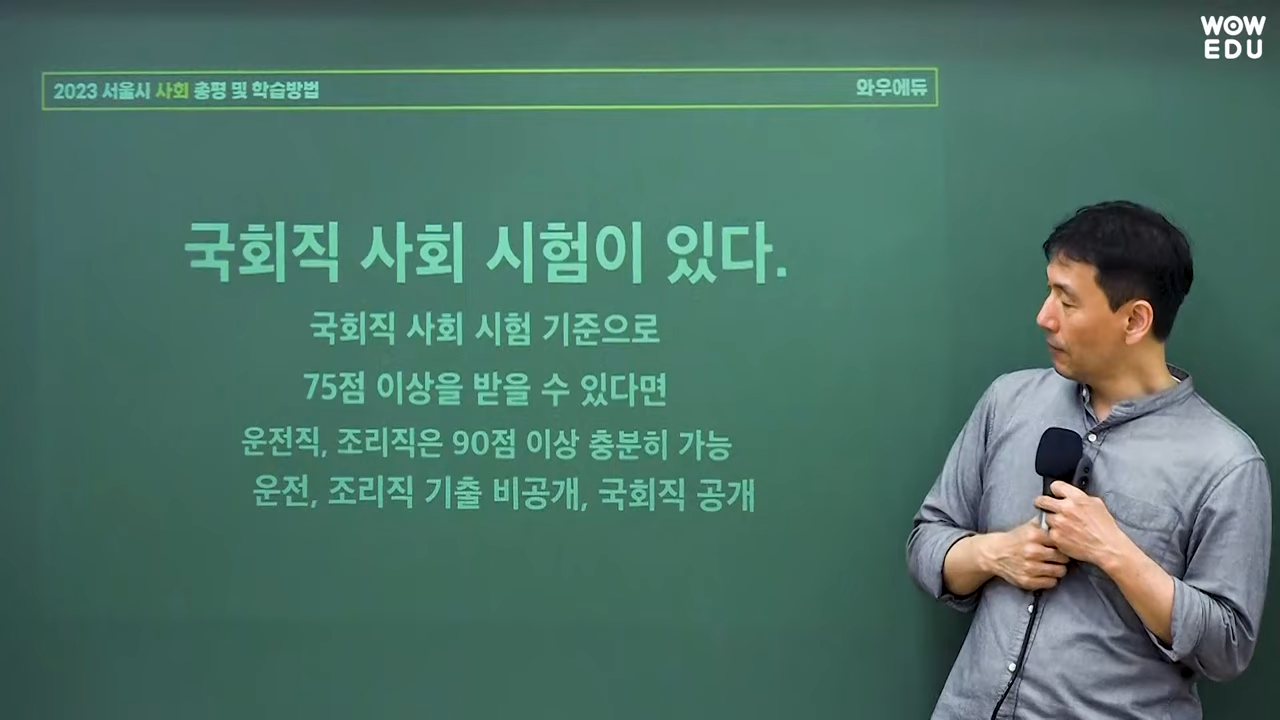 WOW
EDU
2023 서울시 사회 총평 및 학습방법
와우에듀
국회직 사회 시험이 있다.
국회직 사회 시험 기준으로
75점 이상을 받을 수 있다면
운전직, 조리직은 90점 이상 충분히 가능
운전, 조리직 기출 비공개, 국회직 공개